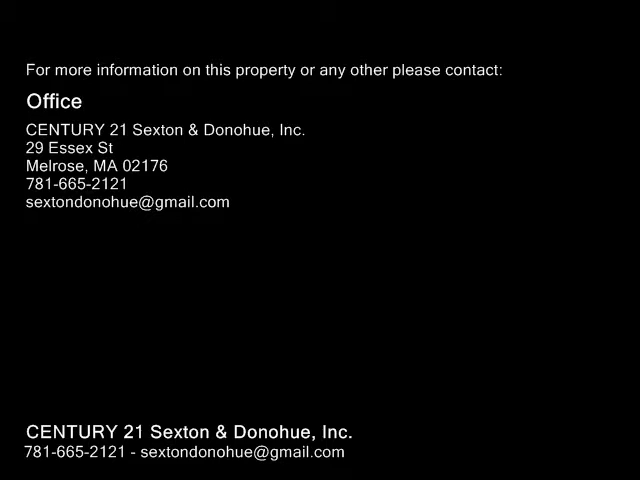 For more information on this property or any other please contact:
Office
CENTURY 21 Sexton & Donohue, Inc.
29 Essex St
Melrose, MA 02176
781-665-2121
sextondonohue@gmail.com
CENTURY 21 Sexton & Donohue, Inc.
781-665-2121 - sextondonohue@gmail.com